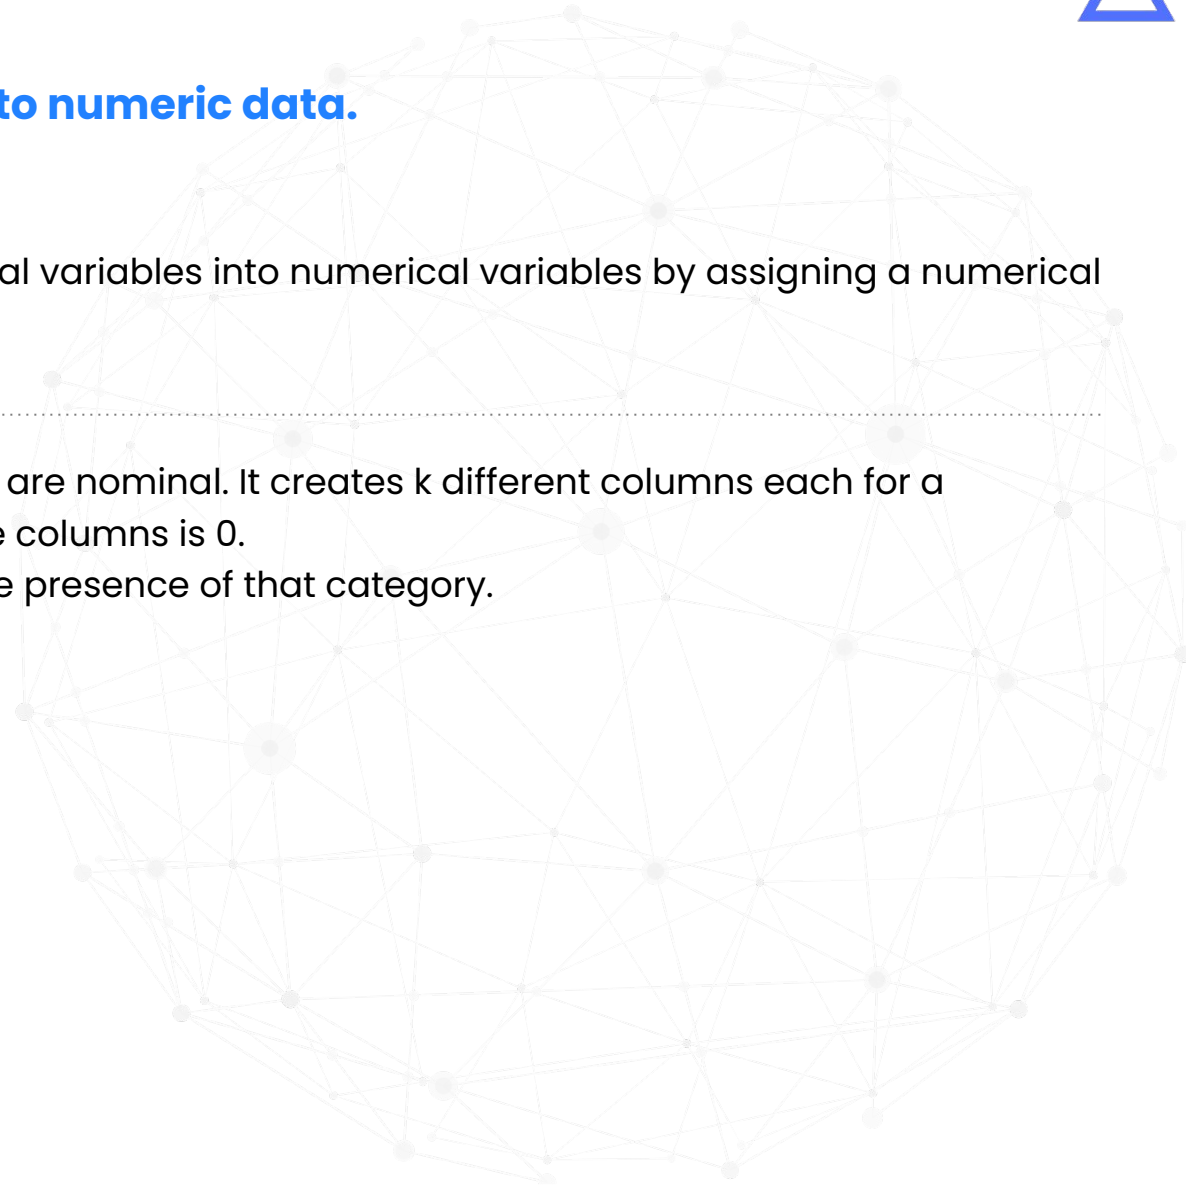 to numeric data.
al variables into numerical variables by assigning a numerical
are nominal. It creates k different columns each for a
e columns is 0.
e presence of that category.